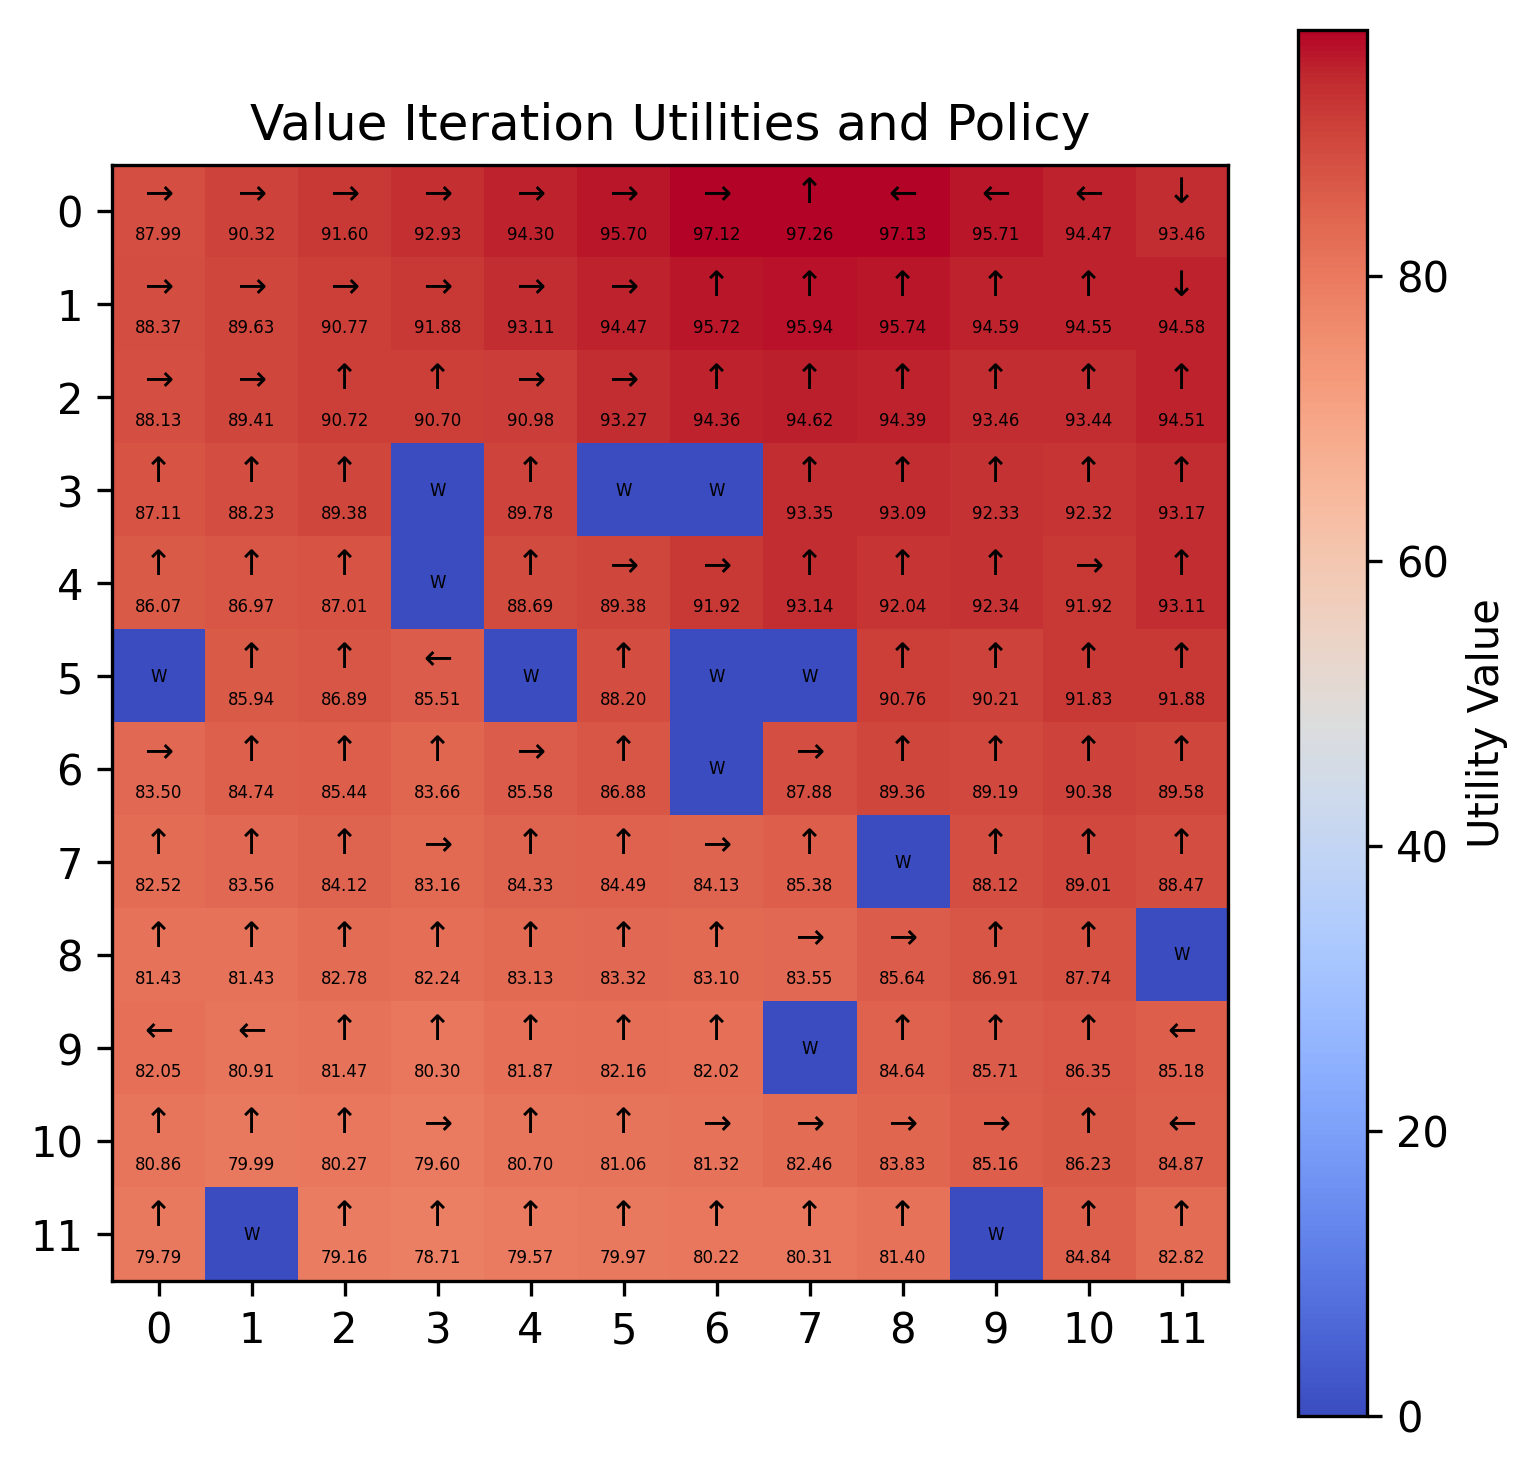 Value Iteration Utilities and Policy
0 → → → → → → → ↑ ← ← ← ↓
87.99 90.32 91.60 92.93 94.30 95.70 97.12 97.26 97.13 95.71 94.47 93.46
1 → → → → → → ↑ ↑ ↑ ↑ ↑ ↓
88.37 89.63 90.77 91.88 93.11 94.47 95.72 95.94 95.74 94.59 94.55 94.58
2 → → ↑ ↑ → → ↑ ↑ ↑ ↑ ↑ ↑
88.13 89.41 90.72 90.70 90.98 93.27 94.36 94.62 94.39 93.46 93.44 94.51
3 ↑ ↑ ↑ W ↑ W W ↑ ↑ ↑ ↑ ↑
87.11 88.23 89.38 89.78 93.35 93.09 92.33 92.32 93.17
4 ↑ ↑ ↑ W ↑ → → ↑ ↑ ↑ → ↑
86.07 86.97 87.01 88.69 89.38 91.92 93.14 92.04 92.34 91.92 93.11
5 W ↑ ↑ ← W ↑ W W ↑ ↑ ↑ ↑
85.94 86.89 85.51 88.20 90.76 90.21 91.83 91.88
6 → ↑ ↑ ↑ → ↑ W → ↑ ↑ ↑ ↑
83.50 84.74 85.44 83.66 85.58 86.88 87.88 89.36 89.19 90.38 89.58
7 ↑ ↑ ↑ → ↑ ↑ → ↑ W ↑ ↑ ↑
82.52 83.56 84.12 83.16 84.33 84.49 84.13 85.38 88.12 89.01 88.47
8 ↑ ↑ ↑ ↑ ↑ ↑ ↑ → → ↑ ↑ W
81.43 81.43 82.78 82.24 83.13 83.32 83.10 83.55 85.64 86.91 87.74
9 ← ← ↑ ↑ ↑ ↑ ↑ W ↑ ↑ ↑ ←
82.05 80.91 81.47 80.30 81.87 82.16 82.02 84.64 85.71 86.35 85.18
10 ↑ ↑ ↑ → ↑ ↑ → → → → ↑ ←
80.86 79.99 80.27 79.60 80.70 81.06 81.32 82.46 83.83 85.16 86.23 84.87
11 ↑ W ↑ ↑ ↑ ↑ ↑ ↑ ↑ W ↑ ↑
79.79 79.16 78.71 79.57 79.97 80.22 80.31 81.40 84.84 82.82
0 1 2 3 4 5 6 7 8 9 10 11
80
60
40
20
0
Utility Value